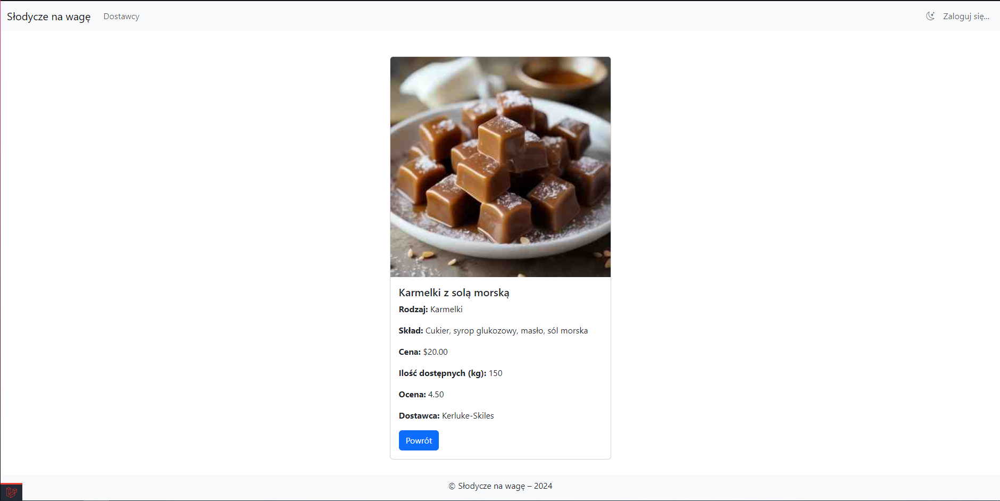 Słodycze na wagę
Dostawcy
Zaloguj się...
Karmelki z solą morską
Rodzaj: Karmelki
Skład: Cukier, syrop glukozowy, masło, sól morska
Cena: $20.00
Ilość dostępnych (kg): 150
Ocena: 4.50
Dostawca: Kerluke-Skiles
Powrót
© Słodycze na wagę – 2024